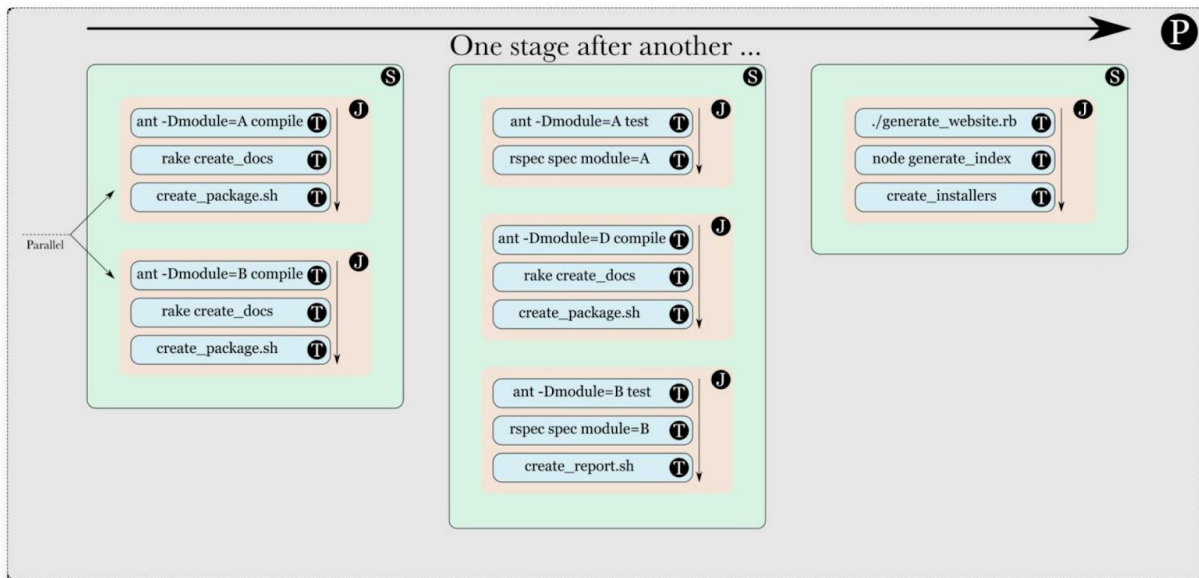 P
One stage after another ...
S
J
ant -Dmodule=A compile T
rake create_docs T
create_package.sh T
Parallel
J
ant -Dmodule=B compile T
rake create_docs T
create_package.sh T
S
J
ant -Dmodule=A test T
rspec spec module=A T
J
ant -Dmodule=D compile T
rake create_docs T
create_package.sh T
J
ant -Dmodule=B test T
rspec spec module=B T
create_report.sh T
S
J
./generate_website.rb T
node generate_index T
create_installers T